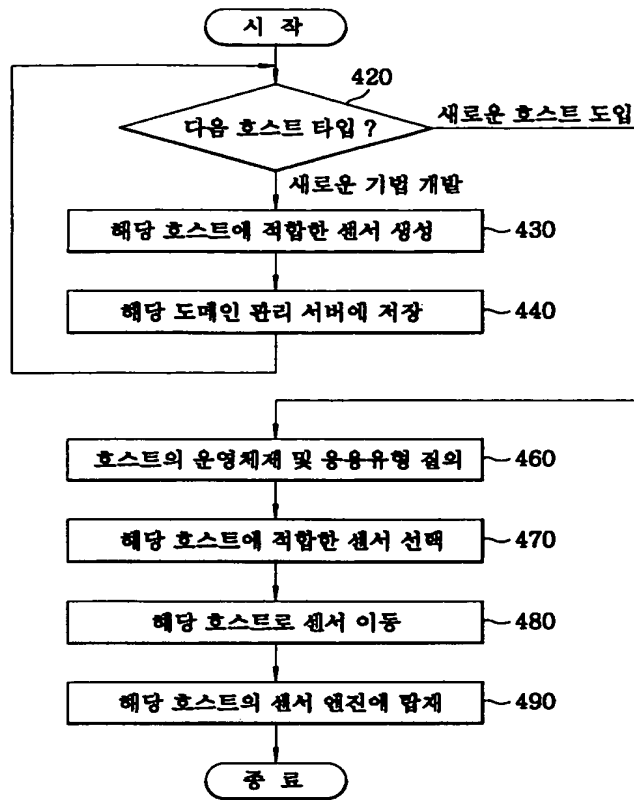 시 작
420
다음 호스트 타입 ?
새로운 호스트 도입
새로운 기법 개발
해당 호스트에 적합한 센서 생성
430
해당 도메인 관리 서버에 저장
440
호스트의 운영체재 및 응용유형 질의
460
해당 호스트에 적합한 센서 선택
470
해당 호스트로 센서 이동
480
해당 호스트의 센서 엔진에 탑재
490
종 료